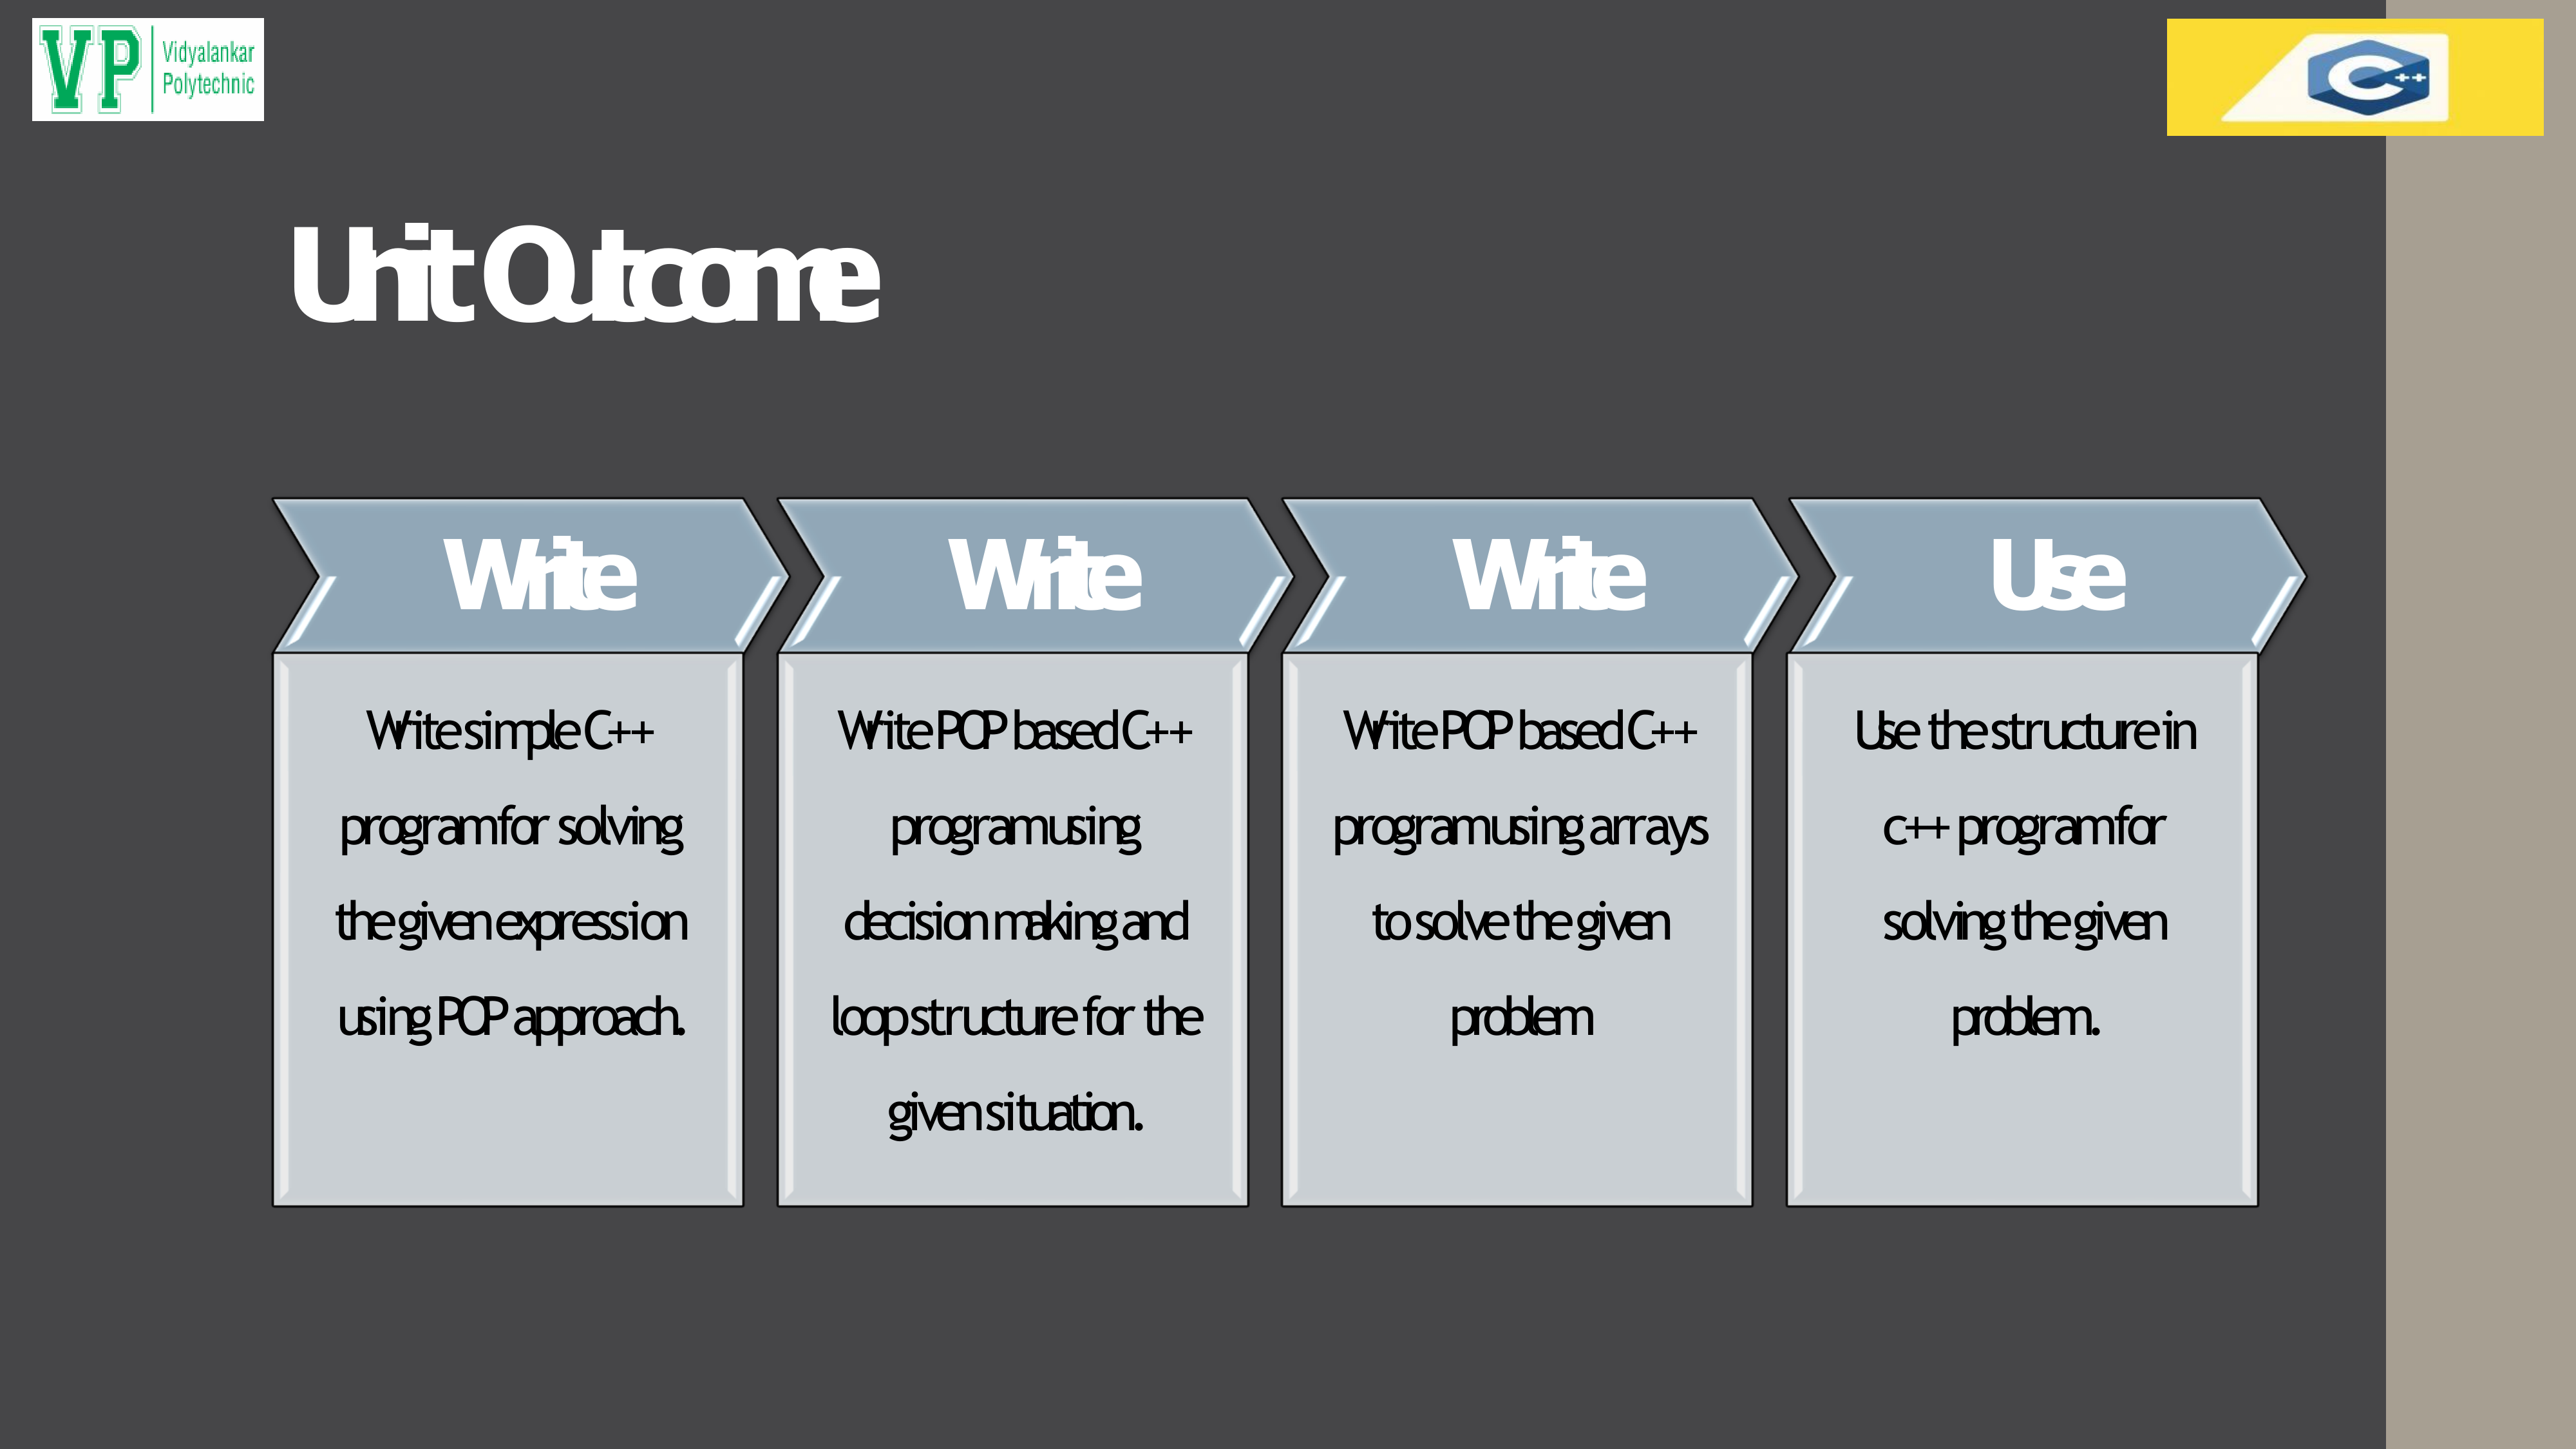 VP Vidyalankar
Polytechnic
C++
Unit Outcome
Write
Write simple C++
program for solving
the given expression
using POP approach.
Write
Write POP based C++
program using
decision making and
loop structure for the
given situation.
Write
Write POP based C++
program using arrays
to solve the given
problem
Use
Use the structure in
c++ program for
solving the given
problem.